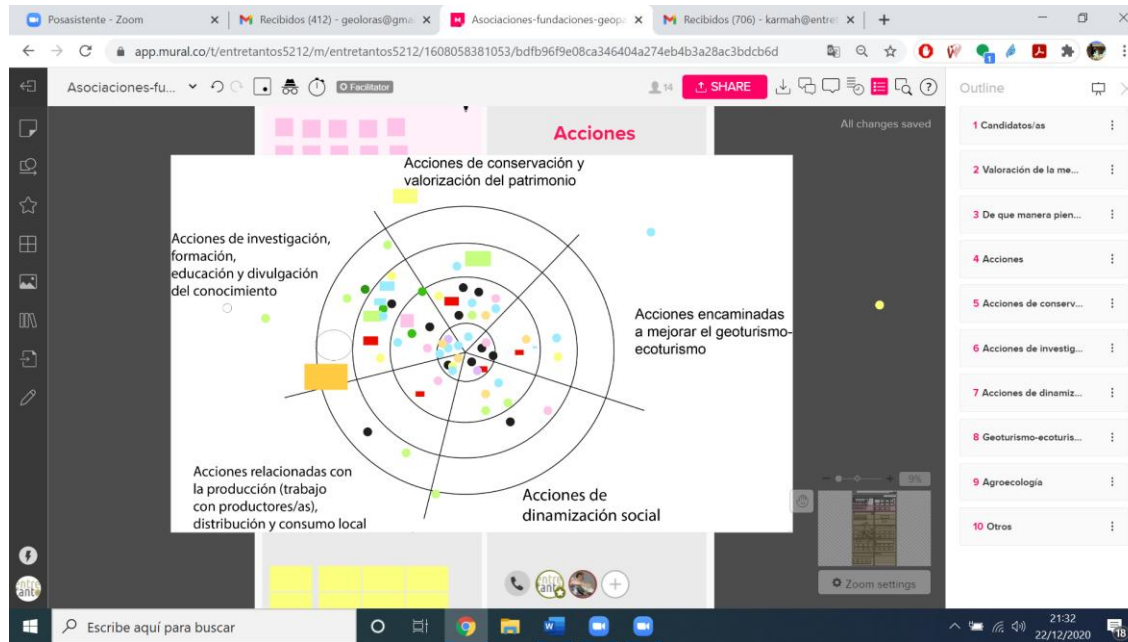 Posasistente - Zoom
Recibidos (412) - geoloras@gma
Asociaciones-fundaciones-geopa
Recibidos (706) - karmah@entre
app.mural.co/t/entretantos5212/m/entretantos5212/1608058381053/bdfb96f9e08ca346404a274eb4b3a28ac3bdcb6d
Asociaciones-fu...
Facilitator
14
SHARE
Outline
Acciones
All changes saved
1 Candidatos/as
2 Valoración de la me...
3 De que manera pien...
4 Acciones
5 Acciones de conserv...
6 Acciones de investig...
7 Acciones de dinamiz...
8 Geoturismo-ecoturis...
9 Agroecología
10 Otros
Acciones de conservación y
valorización del patrimonio
Acciones de investigación,
formación,
educación y divulgación
del conocimiento
Acciones encaminadas
a mejorar el geoturismo-
ecoturismo
Acciones relacionadas con
la producción (trabajo
con productores/as),
distribución y consumo local
Acciones de
dinamización social
9%
Zoom settings
Escribe aquí para buscar
21:32
22/12/2020
18